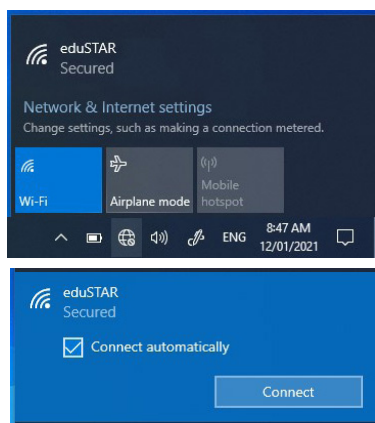 eduSTAR
Secured
Network & Internet settings
Change settings, such as making a connection metered.
Wi-Fi
Airplane mode
Mobile
hotspot
ENG
8:47 AM
12/01/2021
eduSTAR
Secured
Connect automatically
Connect